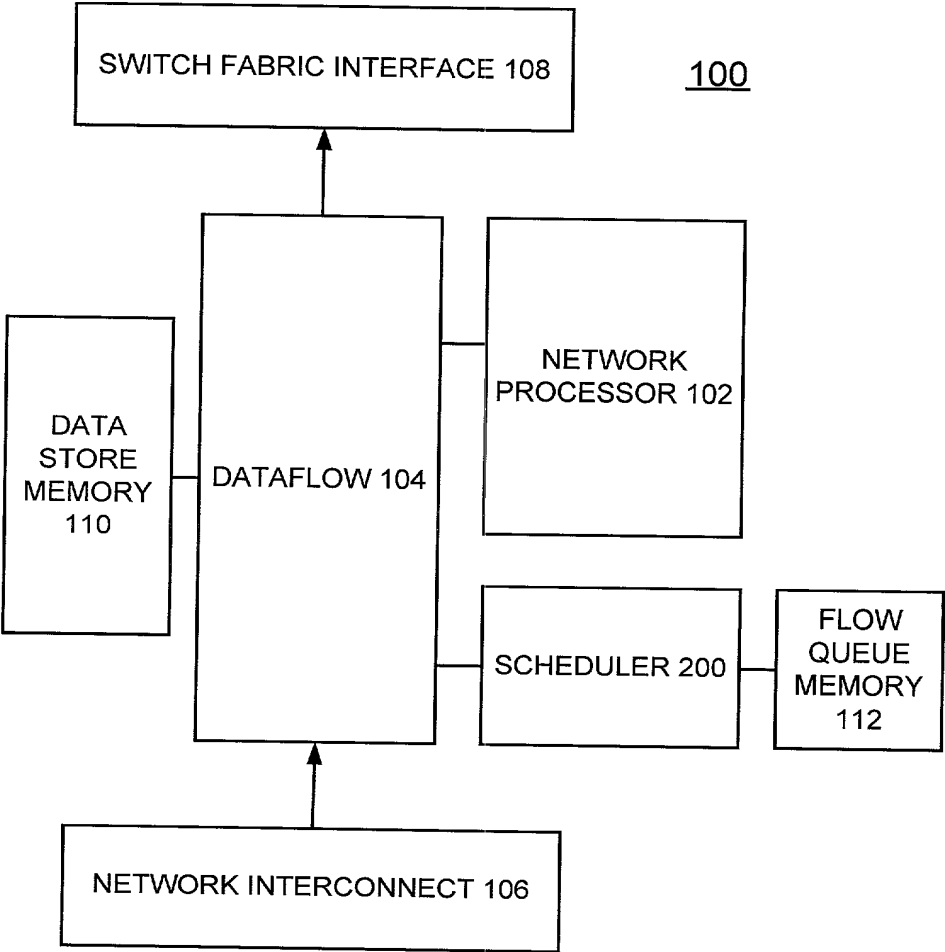 SWITCH FABRIC INTERFACE 108
100
NETWORK
PROCESSOR 102
DATA
STORE
MEMORY
110
DATAFLOW 104
SCHEDULER 200
FLOW
QUEUE
MEMORY
112
NETWORK INTERCONNECT 106